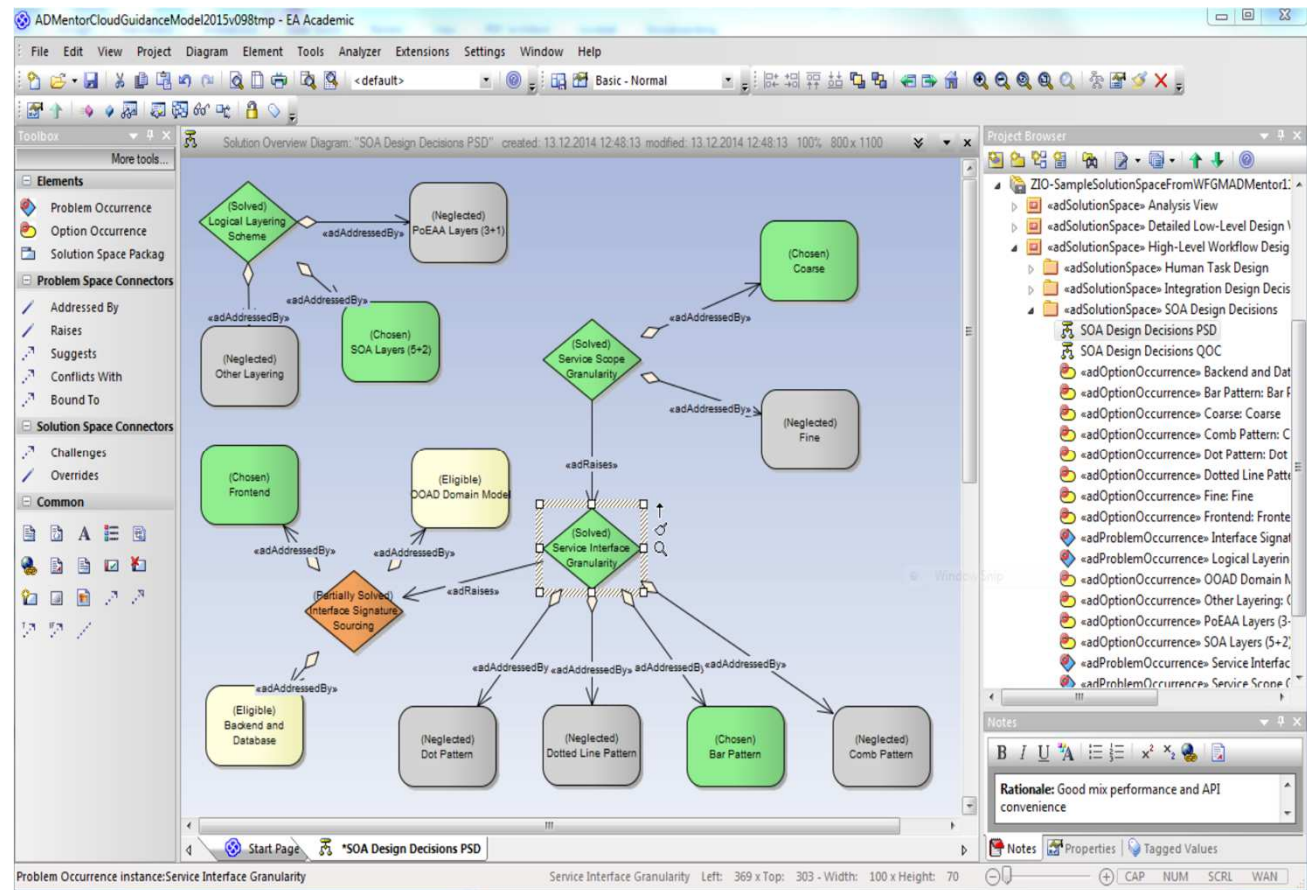 ADMentorCloudGuidanceModel2015v098tmp - EA Academic
File Edit View Project Diagram Element Tools Analyzer Extensions Settings Window Help
<default>
Basic - Normal
Toolbox
More tools...
Elements
Problem Occurrence
Option Occurrence
Solution Space Packag
Problem Space Connectors
Addressed By
Raises
Suggests
Conflicts With
Bound To
Solution Space Connectors
Challenges
Overrides
Common
Solution Overview Diagram: "SOA Design Decisions PSD" created: 13.12.2014 12:48:13 modified: 13.12.2014 12:48:13 100% 800 x 1100
(Solved)
Logical Layering
Scheme
«adAddressedBy»
(Neglected)
PoEAA Layers (3+1)
«adAddressedBy»
«adAddressedBy»
(Chosen)
SOA Layers (5+2)
(Neglected)
Other Layering
(Chosen)
Coarse
«adAddressedBy»
(Solved)
Service Scope
Granularity
«adAddressedBy»
(Neglected)
Fine
«adRaises»
(Chosen)
Frontend
(Eligible)
OOAD Domain Model
«adAddressedBy»
«adAddressedBy»
(Solved)
Service Interface
Granularity
«adRaises»
(Partially Solved)
Interface Signature
Sourcing
«adAddressedBy»
(Eligible)
Backend and
Database
«adAddressedBy
«adAddressedBy»
adAddressedB
«adAddressedBy»
(Neglected)
Dot Pattern
(Neglected)
Dotted Line Pattern
(Chosen)
Bar Pattern
(Neglected)
Comb Pattern
Window Snip
Start Page
*SOA Design Decisions PSD
Project Browser
ZIO-SampleSolutionSpaceFromWFGMADMentor11
«adSolutionSpace» Analysis View
«adSolutionSpace» Detailed Low-Level Design
«adSolutionSpace» High-Level Workflow Desig
«adSolutionSpace» Human Task Design
«adSolutionSpace» Integration Design Decis
«adSolutionSpace» SOA Design Decisions
SOA Design Decisions PSD
SOA Design Decisions QOC
«adOptionOccurrence» Backend and Dat
«adOptionOccurrence» Bar Pattern: Bar
«adOptionOccurrence» Coarse: Coarse
«adOptionOccurrence» Comb Pattern: C
«adOptionOccurrence» Dot Pattern: Dot
«adOptionOccurrence» Dotted Line Patte
«adOptionOccurrence» Fine: Fine
«adOptionOccurrence» Frontend: Fronte
«adProblemOccurrence» Interface Signat
«adProblemOccurrence» Logical Layerin
«adOptionOccurrence» OOAD Domain
«adOptionOccurrence» Other Layering:
«adOptionOccurrence» PoEAA Layers (3-
«adOptionOccurrence» SOA Layers (5+2
«adProblemOccurrence» Service Interfac
«adProblemOccurrence» Service Scope
Notes
B I U A
Rationale: Good mix performance and API
convenience
Notes Properties Tagged Values
Problem Occurrence instance:Service Interface Granularity
Service Interface Granularity Left: 369 x Top: 303 - Width: 100 x Height: 70
CAP NUM SCRL WAN